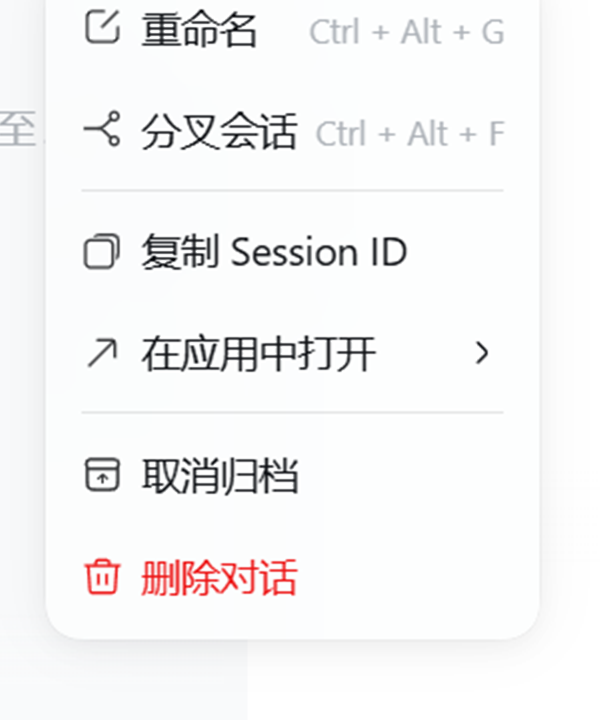 重命名 Ctrl + Alt + G
至
分叉会话 Ctrl + Alt + F
复制 Session ID
在应用中打开
取消归档
删除对话